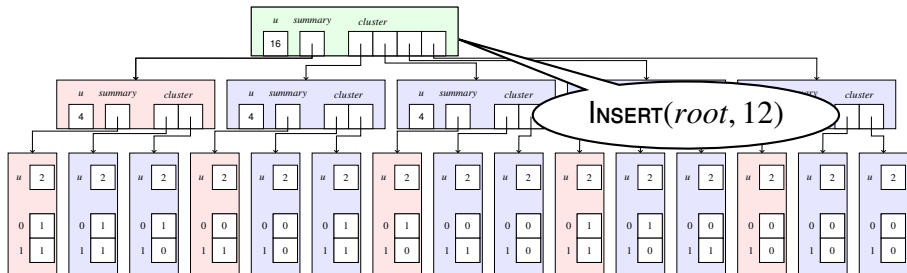 u summary cluster
16
u summary cluster u summary cluster u summary cluster cluster
4 4 4
INSERT(root, 12)
u 2 u 2 u 2 u 2 u 2 u 2 u 2 u 2 u 2 u 2 u 2 u 2 u 2 u 2 u 2
0 1 0 1 0 1 0 0 0 0 0 1 0 1 0 1 0 0 0 1 0 1 0 0 0 0 0 0 0 0
1 1 1 1 1 1 1 1 1 0 1 1 1 1 1 0 1 1 1 1 1 0 1 0 1 0 1 0 1 0